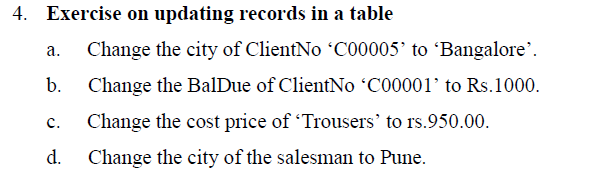 4. Exercise on updating records in a table
a. Change the city of ClientNo ‘C00005’ to ‘Bangalore’.
b. Change the BalDue of ClientNo ‘C00001’ to Rs.1000.
c. Change the cost price of ‘Trousers’ to rs.950.00.
d. Change the city of the salesman to Pune.